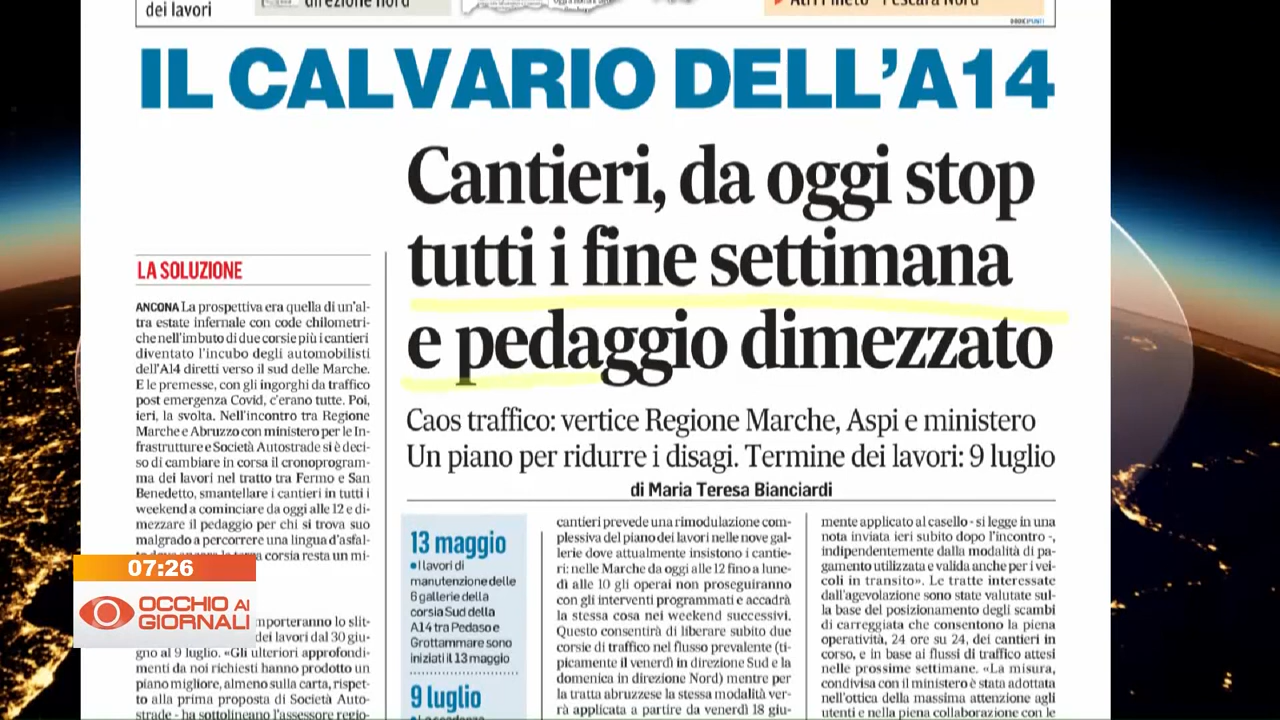 dei lavori
direzione nord
IL CALVARIO DELL'A14
Cantieri, da oggi stop
tutti i fine settimana
e pedaggio dimezzato
Caos traffico: vertice Regione Marche, Aspi e ministero
Un piano per ridurre i disagi. Termine dei lavori: 9 luglio
di Maria Teresa Bianciardi
LA SOLUZIONE
ANCONA La prospettiva era quella di un'al-
tra estate infernale con code chilometri-
che nell'imbuto di due corsie più i cantieri
diventato l'incubo degli automobilisti
dell'A14 diretti verso il sud delle Marche.
E le premesse, con gli ingorghi da traffico
post emergenza Covid, c'erano tutte. Poi,
ieri, la svolta. Nell'incontro tra Regione
Marche e Abruzzo con ministero per le In-
frastrutture e Società Autostrade si è deci-
so di cambiare in corsa il cronoprogram-
ma dei lavori nel tratto tra Fermo e San
Benedetto, smantellare i cantieri in tutti i
weekend a cominciare da oggi alle 12 e di-
mezzare il pedaggio per chi si trova suo
malgrado a percorrere una lingua d'asfal-
corsia resta un mi-
mporteranno lo slit-
dei lavori dal 30 giu-
gno al 9 luglio. «Gli ulteriori approfondi-
menti da noi richiesti hanno prodotto un
piano migliore, almeno sulla carta, rispet-
to alla prima proposta di Società Auto-
strade - ha sottolineato l'assessore regio-
13 maggio
• I lavori di
manutenzione delle
6 gallerie della
corsia Sud della
A14 tra Pedaso e
Grottammare sono
iniziati il 13 maggio
9 luglio
cantieri prevede una rimodulazione com-
plessiva del piano dei lavori nelle nove gal-
lerie dove attualmente insistono i cantie-
ri: nelle Marche da oggi alle 12 fino a lune-
dì alle 10 gli operai non proseguiranno
con gli interventi programmati e accadrà
la stessa cosa nei weekend successivi.
Questo consentirà di liberare subito due
corsie di traffico nel flusso prevalente (ti-
picamente il venerdì in direzione Sud e la
domenica in direzione Nord) mentre per
la tratta abruzzese la stessa modalità ver-
rà applicata a partire da venerdì 18 giu-
mente applicato al casello - si legge in una
nota inviata ieri subito dopo l'incontro -,
indipendentemente dalla modalità di pa-
gamento utilizzata e valida anche per i vei-
coli in transito». Le tratte interessate
dall'agevolazione sono state valutate sul-
la base del posizionamento degli scambi
di carreggiata che consentono la piena
operatività, 24 ore su 24, dei cantieri in
corso, e in base ai flussi di traffico attesi
nelle prossime settimane. «La misura,
condivisa con il ministero è stata adottata
nell'ottica della massima attenzione agli
utenti e nella piena collaborazione con le
07:26
OCCHIO AI
GIORNALI